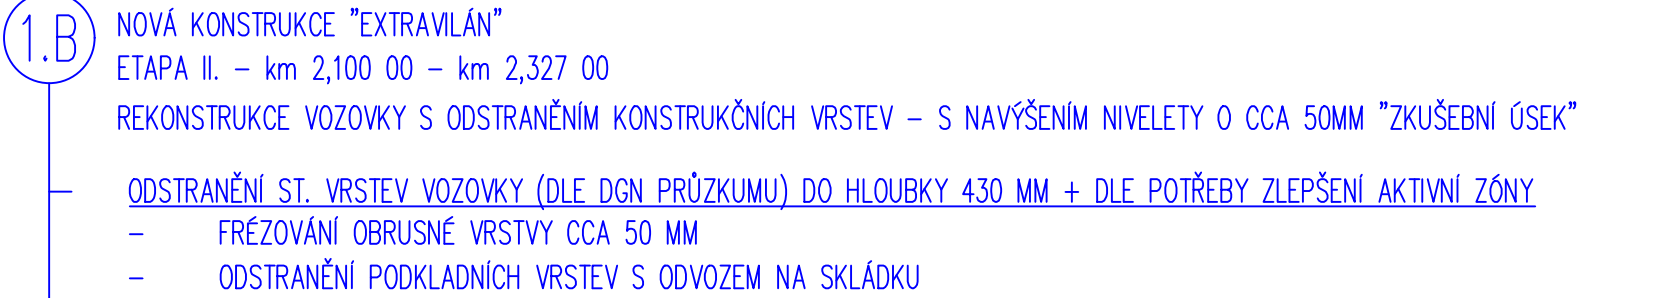 1.B
NOVÁ KONSTRUKCE "EXTRAVILÁN"
ETAPA II. – km 2,100 00 – km 2,327 00
REKONSTRUKCE VOZOVKY S ODSTRANĚNÍM KONSTRUKČNÍCH VRSTEV – S NAVÝŠENÍM NIVELETY O CCA 50MM "ZKUŠEBNÍ ÚSEK"
ODSTRANĚNÍ ST. VRSTEV VOZOVKY (DLE DGN PRŮZKUMU) DO HLOUBKY 430 MM + DLE POTŘEBY ZLEPŠENÍ AKTIVNÍ ZÓNY
– FRÉZOVÁNÍ OBRUSNÉ VRSTVY CCA 50 MM
– ODSTRANĚNÍ PODKLADNÍCH VRSTEV S ODVOZEM NA SKLÁDKU